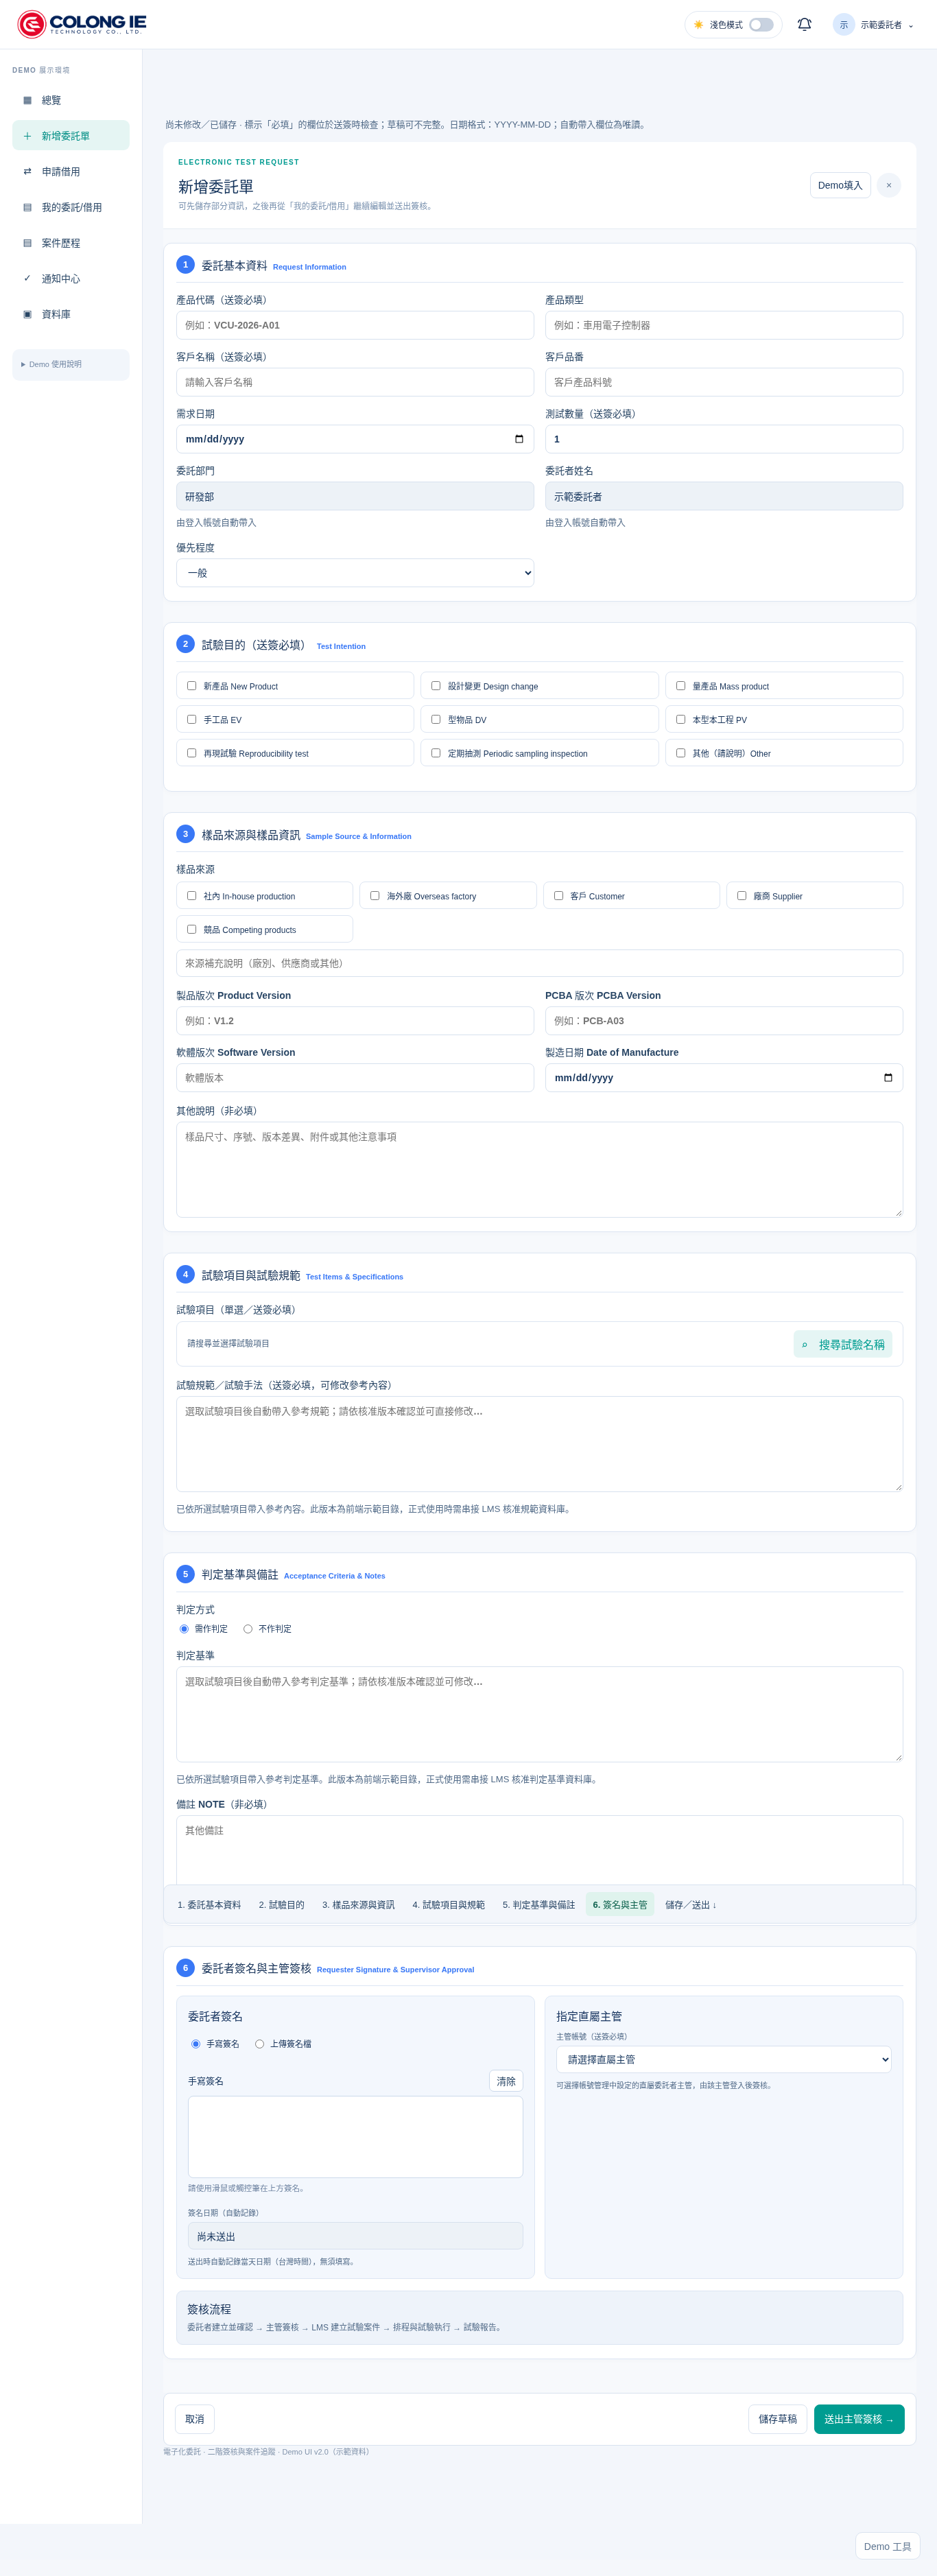 COLONG IE
TECHNOLOGY CO., LTD.
☀️ 淺色模式
示 示範委託者 ⌄
DEMO 展示環境
▦ 總覽
＋ 新增委託單
⇄ 申請借用
▤ 我的委託/借用
▤ 案件歷程
✓ 通知中心
▣ 資料庫
▶ Demo 使用說明
尚未修改／已儲存 · 標示「必填」的欄位於送簽時檢查；草稿可不完整。日期格式：YYYY-MM-DD；自動帶入欄位為唯讀。
ELECTRONIC TEST REQUEST
新增委託單
可先儲存部分資訊，之後再從「我的委託/借用」繼續編輯並送出簽核。
Demo填入 ×
1 委託基本資料 Request Information
產品代碼（送簽必填） 產品類型
例如：VCU-2026-A01 例如：車用電子控制器
客戶名稱（送簽必填） 客戶品番
請輸入客戶名稱 客戶產品料號
需求日期 測試數量（送簽必填）
mm/dd/yyyy 1
委託部門 委託者姓名
研發部 示範委託者
由登入帳號自動帶入 由登入帳號自動帶入
優先程度
一般
2 試驗目的（送簽必填） Test Intention
新產品 New Product 設計變更 Design change 量產品 Mass product
手工品 EV 型物品 DV 本型本工程 PV
再現試驗 Reproducibility test 定期抽測 Periodic sampling inspection 其他（請說明）Other
3 樣品來源與樣品資訊 Sample Source & Information
樣品來源
社內 In-house production 海外廠 Overseas factory 客戶 Customer 廠商 Supplier
競品 Competing products
來源補充說明（廠別、供應商或其他）
製品版次 Product Version PCBA 版次 PCBA Version
例如：V1.2 例如：PCB-A03
軟體版次 Software Version 製造日期 Date of Manufacture
軟體版本 mm/dd/yyyy
其他說明（非必填）
樣品尺寸、序號、版本差異、附件或其他注意事項
4 試驗項目與試驗規範 Test Items & Specifications
試驗項目（單選／送簽必填）
請搜尋並選擇試驗項目 ⌕ 搜尋試驗名稱
試驗規範／試驗手法（送簽必填，可修改參考內容）
選取試驗項目後自動帶入參考規範；請依核准版本確認並可直接修改…
已依所選試驗項目帶入參考內容。此版本為前端示範目錄，正式使用時需串接 LMS 核准規範資料庫。
5 判定基準與備註 Acceptance Criteria & Notes
判定方式
需作判定 不作判定
判定基準
選取試驗項目後自動帶入參考判定基準；請依核准版本確認並可修改…
已依所選試驗項目帶入參考判定基準。此版本為前端示範目錄，正式使用需串接 LMS 核准判定基準資料庫。
備註 NOTE（非必填）
其他備註
1. 委託基本資料 2. 試驗目的 3. 樣品來源與資訊 4. 試驗項目與規範 5. 判定基準與備註 6. 簽名與主管 儲存／送出 ↓
6 委託者簽名與主管簽核 Requester Signature & Supervisor Approval
委託者簽名
手寫簽名 上傳簽名檔
手寫簽名 清除
請使用滑鼠或觸控筆在上方簽名。
簽名日期（自動記錄）
尚未送出
送出時自動記錄當天日期（台灣時間），無須填寫。
指定直屬主管
主管帳號（送簽必填）
請選擇直屬主管
可選擇帳號管理中設定的直屬委託者主管，由該主管登入後簽核。
簽核流程
委託者建立並確認 → 主管簽核 → LMS 建立試驗案件 → 排程與試驗執行 → 試驗報告。
取消 儲存草稿 送出主管簽核 →
電子化委託 · 二階簽核與案件追蹤 · Demo UI v2.0（示範資料）
Demo 工具